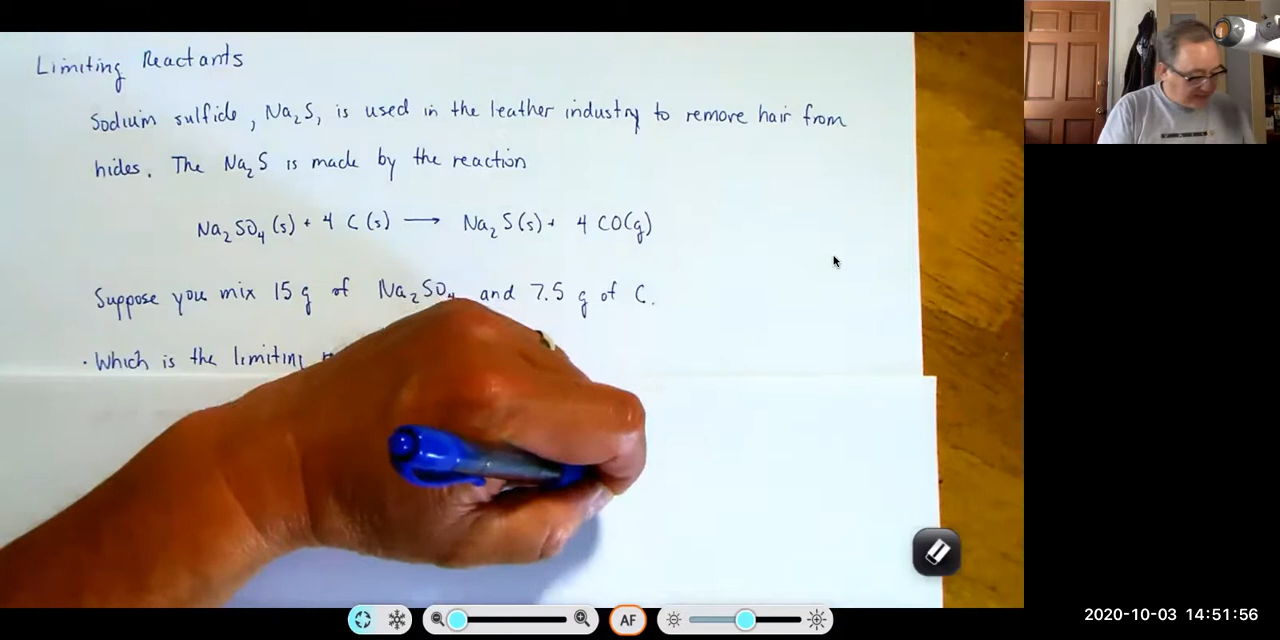 Limiting Reactants
Sodium sulfide, Na₂S, is used in the leather industry to remove hair from
hides. The Na₂S is made by the reaction
Na₂SO₄(s) + 4 C(s) ⟶ Na₂S(s) + 4 CO(g)
Suppose you mix 15 g of Na₂SO₄ and 7.5 g of C.
· Which is the limiting
AF
2020-10-03 14:51:56